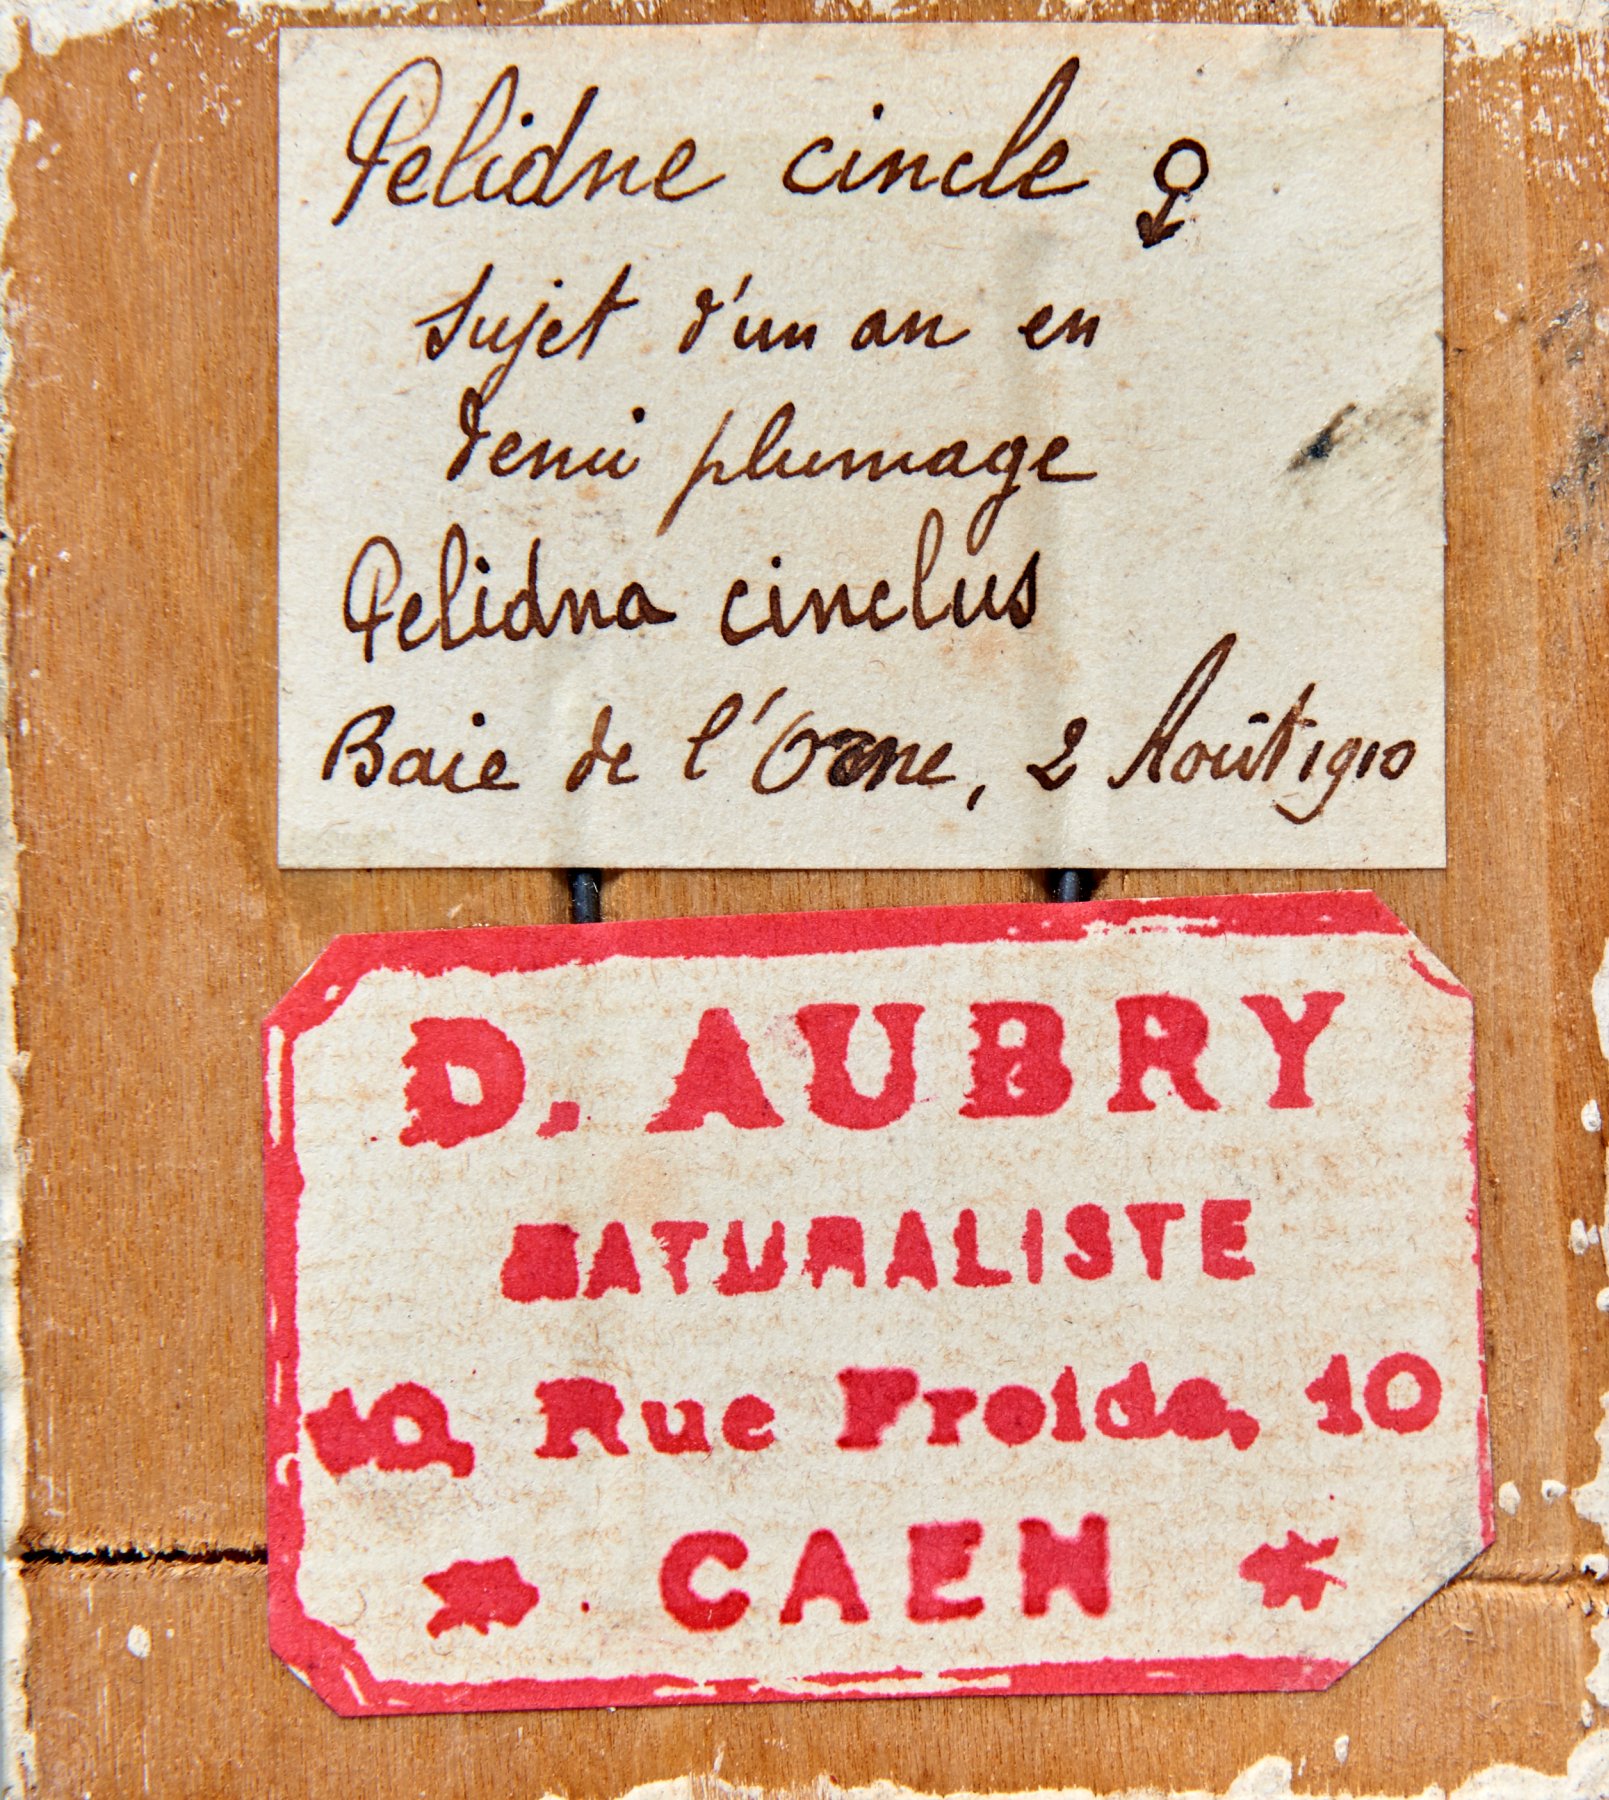 Pelidne cincle ♂
sujet d'un an en
demi plumage
Pelidna cinclus
Baie de l'Orne, 2 Août 1910
D. AUBRY
NATURALISTE
10, Rue Froide, 10
CAEN